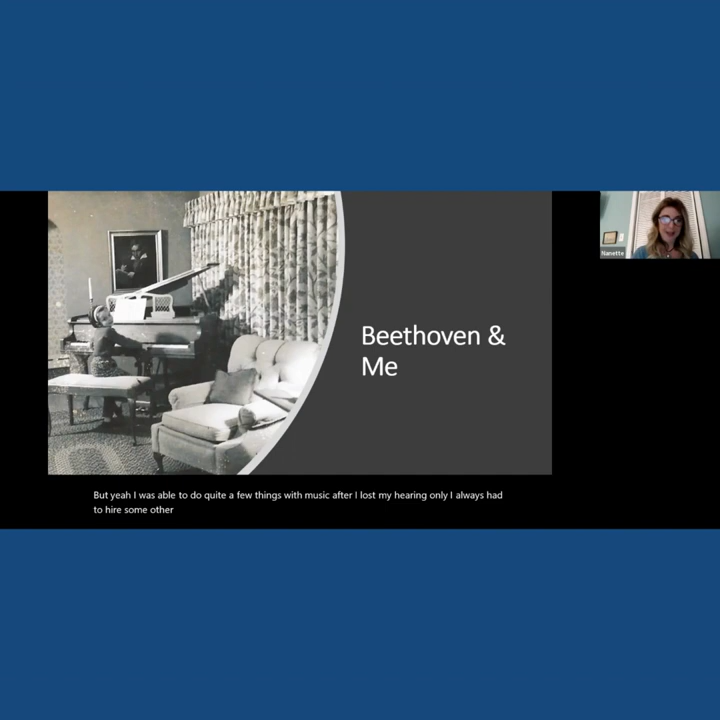 Beethoven &
Me
Nanette
But yeah I was able to do quite a few things with music after I lost my hearing only I always had
to hire some other